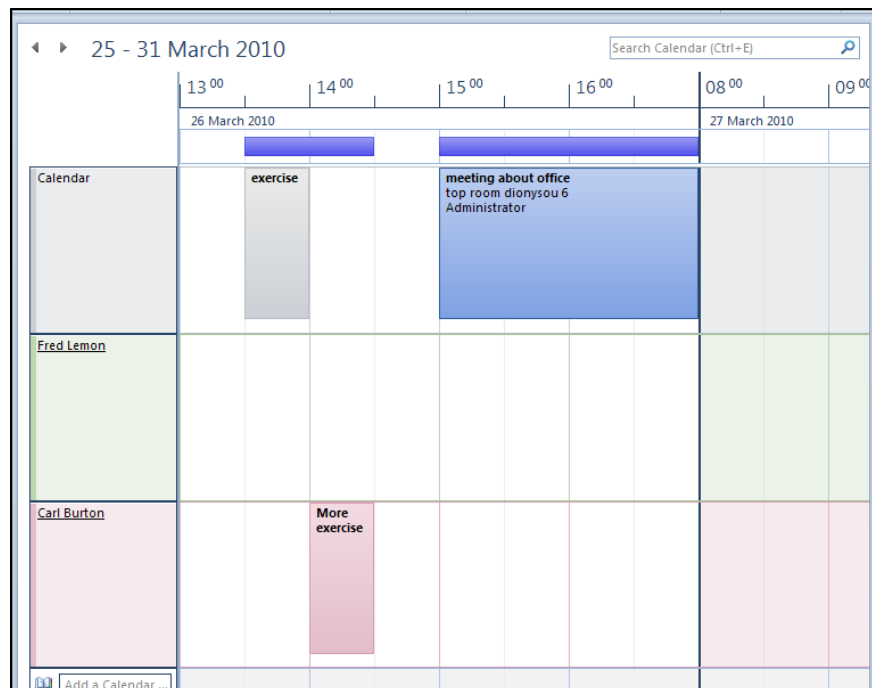 25 - 31 March 2010
Search Calendar (Ctrl+E)
13 00 14 00 15 00 16 00 08 00 09 00
26 March 2010 27 March 2010
Calendar
exercise
meeting about office
top room dionysou 6
Administrator
Fred Lemon
Carl Burton
More
exercise
Add a Calendar ...